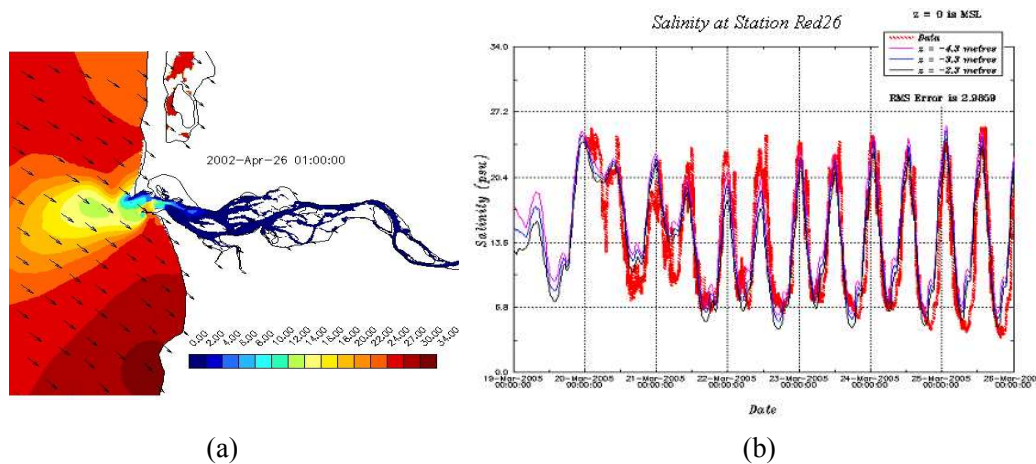 2002-Apr-26 01:00:00
0.00 2.00 4.00 6.00 8.00 10.00 12.00 14.00 16.00 18.00 20.00 22.00 24.00 27.00 30.00 34.00
(a)
Salinity at Station Red26
z = 0 is MSL
Data
z = -4.3 metres
z = -3.3 metres
z = -2.3 metres
RMS Error is 2.9859
Salinity (psu)
34.0
27.2
20.4
13.6
6.8
0.0
19-Mar-2005 20-Mar-2005 21-Mar-2005 22-Mar-2005 23-Mar-2005 24-Mar-2005 25-Mar-2005 26-Mar-200
00:00:00 00:00:00 00:00:00 00:00:00 00:00:00 00:00:00 00:00:00 00:00:00
Date
(b)